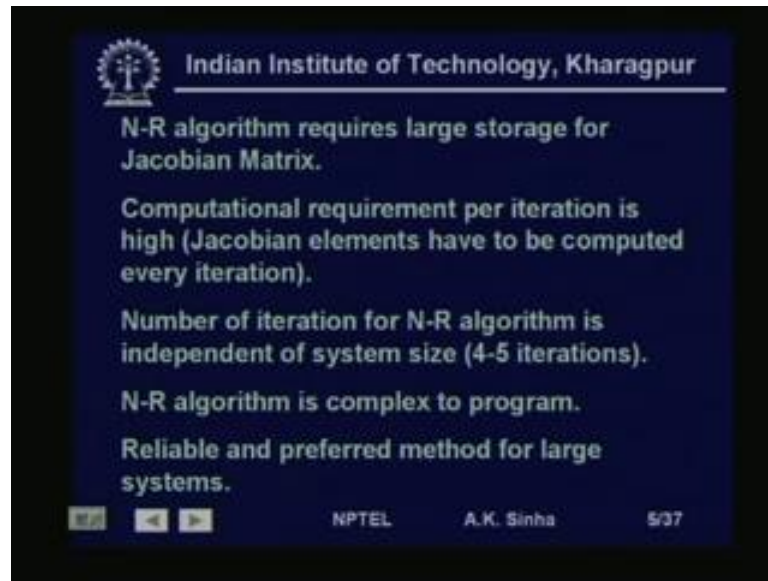 Indian Institute of Technology, Kharagpur
N-R algorithm requires large storage for
Jacobian Matrix.
Computational requirement per iteration is
high (Jacobian elements have to be computed
every iteration).
Number of iteration for N-R algorithm is
independent of system size (4-5 iterations).
N-R algorithm is complex to program.
Reliable and preferred method for large
systems.
NPTEL A.K. Sinha 5/37